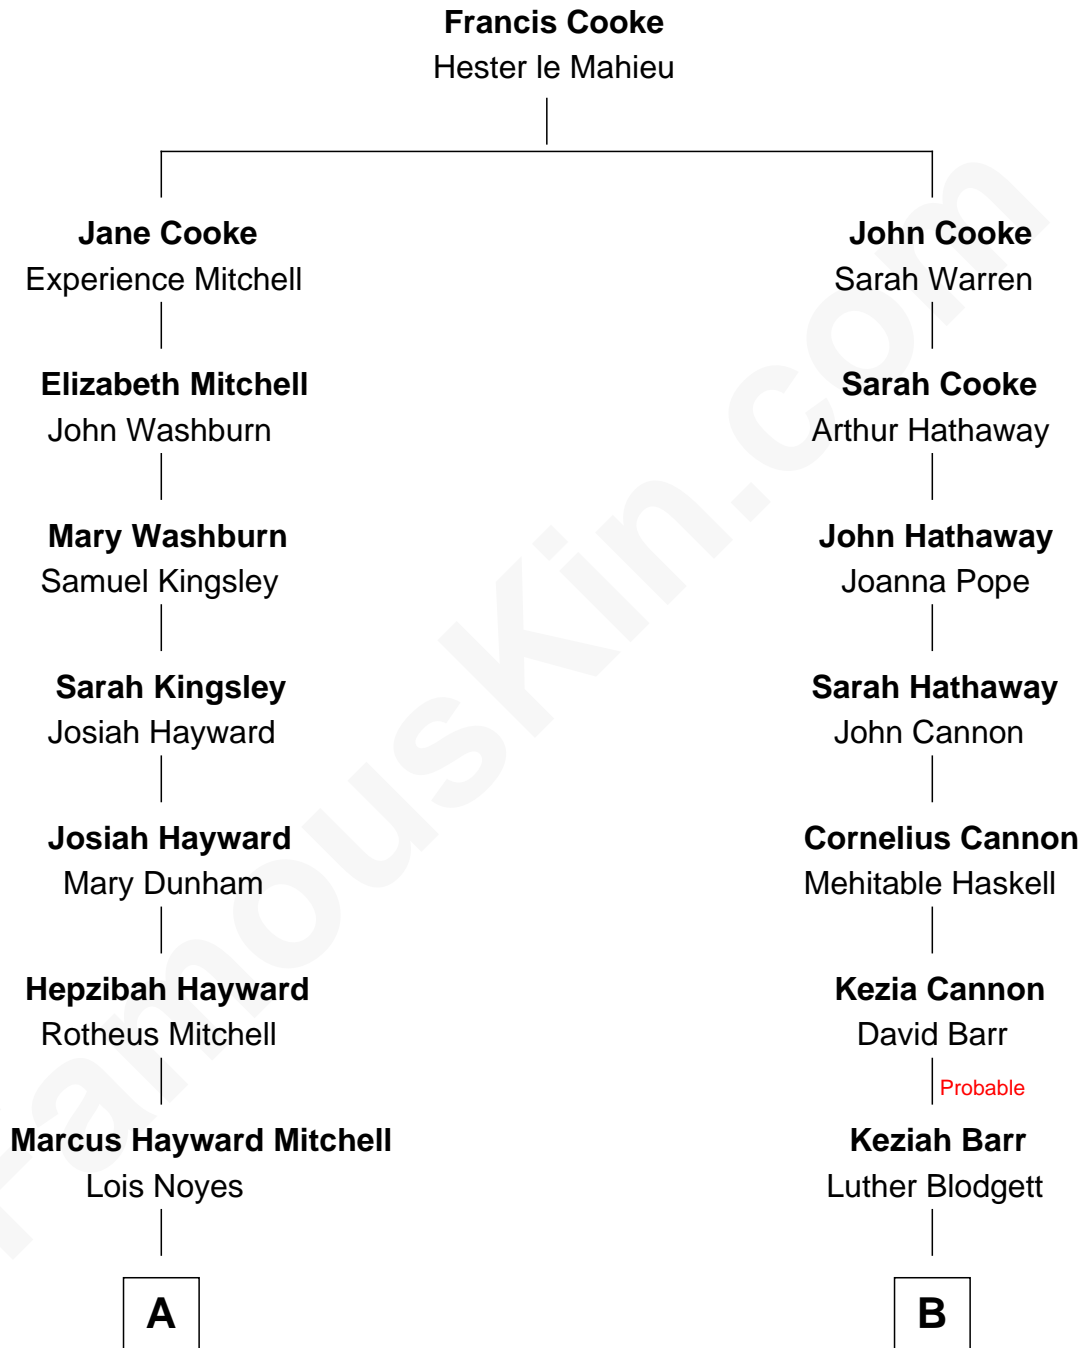 Francis Cooke
Hester le Mahieu
Jane Cooke
Experience Mitchell
John Cooke
Sarah Warren
Elizabeth Mitchell
John Washburn
Sarah Cooke
Arthur Hathaway
Mary Washburn
Samuel Kingsley
John Hathaway
Joanna Pope
Sarah Kingsley
Josiah Hayward
Sarah Hathaway
John Cannon
Josiah Hayward
Mary Dunham
Cornelius Cannon
Mehitable Haskell
Hepzibah Hayward
Rotheus Mitchell
Kezia Cannon
David Barr
Probable
Marcus Hayward Mitchell
Lois Noyes
Keziah Barr
Luther Blodgett
A
B
FamousKin.com